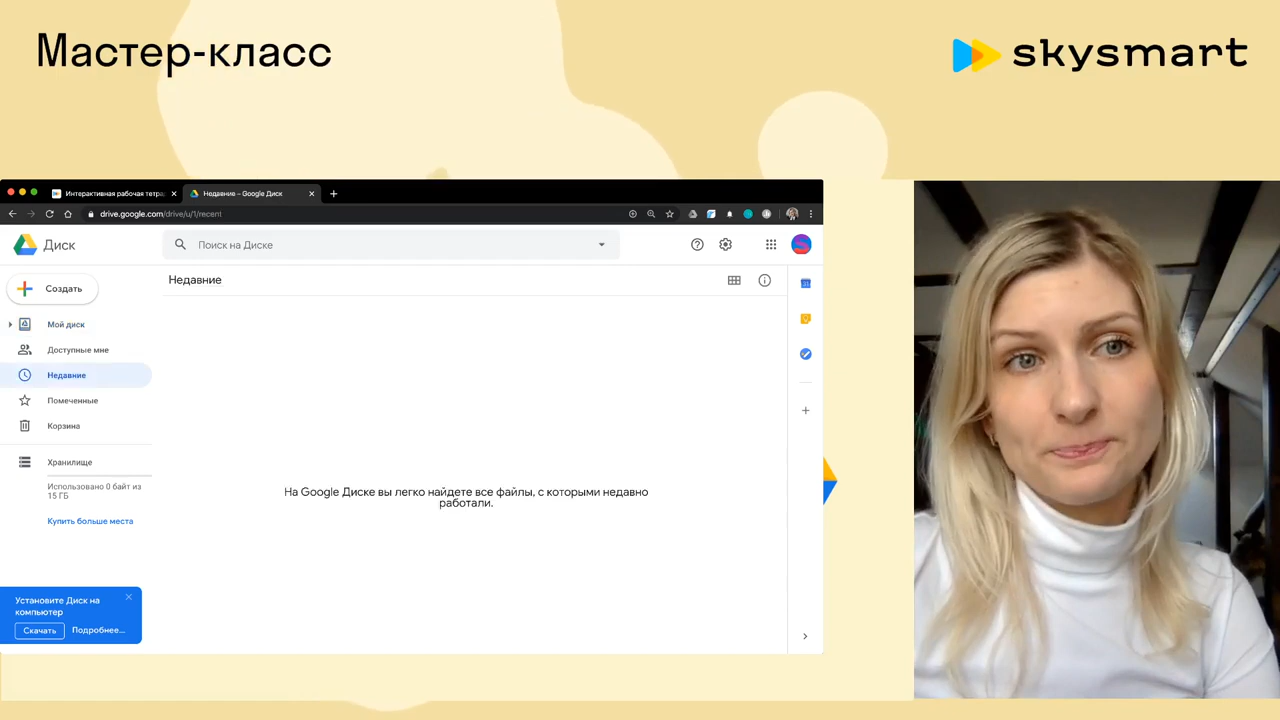 Мастер-класс
skysmart
Интерактивная рабочая тетрад
Недавние – Google Диск
drive.google.com/drive/u/1/recent
Диск
Поиск на Диске
Создать
Недавние
Мой диск
Доступные мне
Недавние
Помеченные
Корзина
Хранилище
Использовано 0 байт из
15 ГБ
Купить больше места
На Google Диске вы легко найдете все файлы, с которыми недавно
работали.
Установите Диск на
компьютер
Скачать
Подробнее...
31